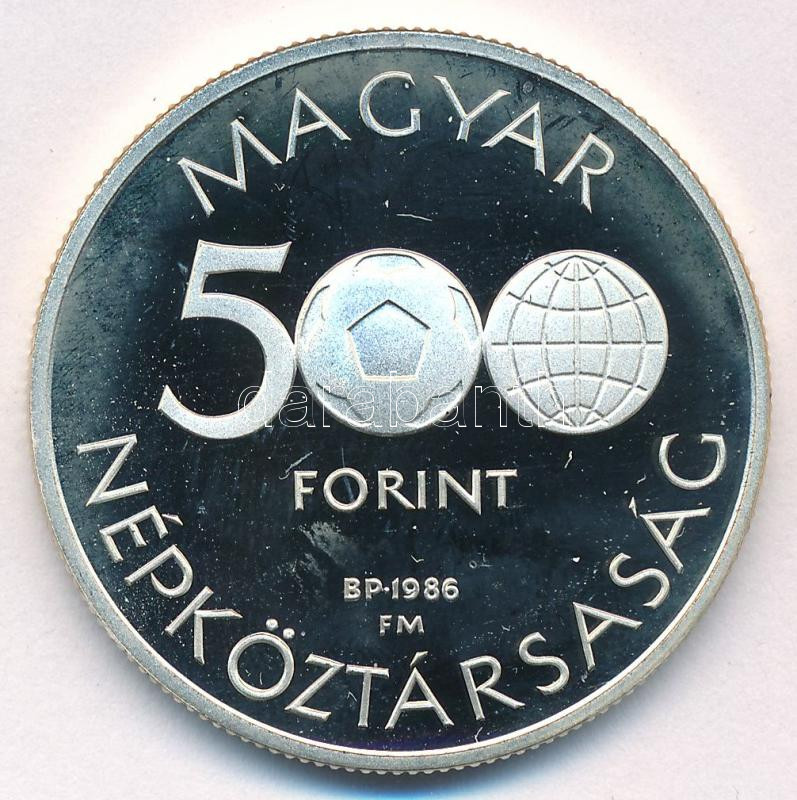 MAGYAR
500
FORINT
BP·1986
FM
NÉPKÖZTÁRSASÁG